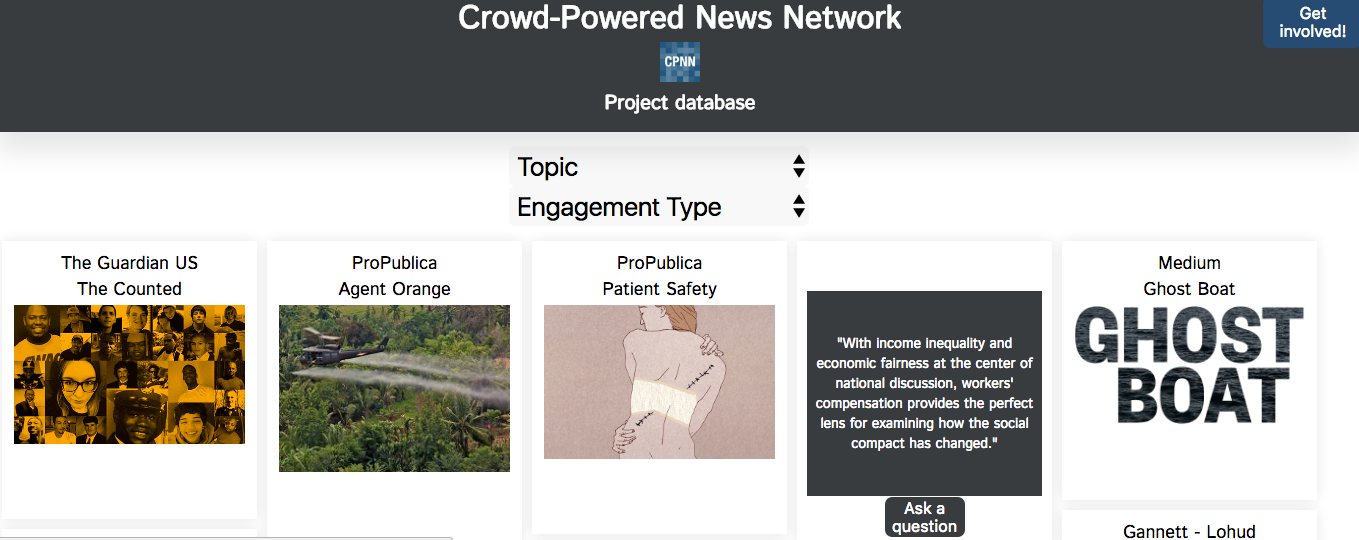 Crowd-Powered News Network
Get
involved!
CPNN
Project database
Topic
Engagement Type
The Guardian US
The Counted
ProPublica
Agent Orange
ProPublica
Patient Safety
"With income inequality and
economic fairness at the center of
national discussion, workers'
compensation provides the perfect
lens for examining how the social
compact has changed."
Ask a
question
Medium
Ghost Boat
GHOST
BOAT
Gannett - Lohud